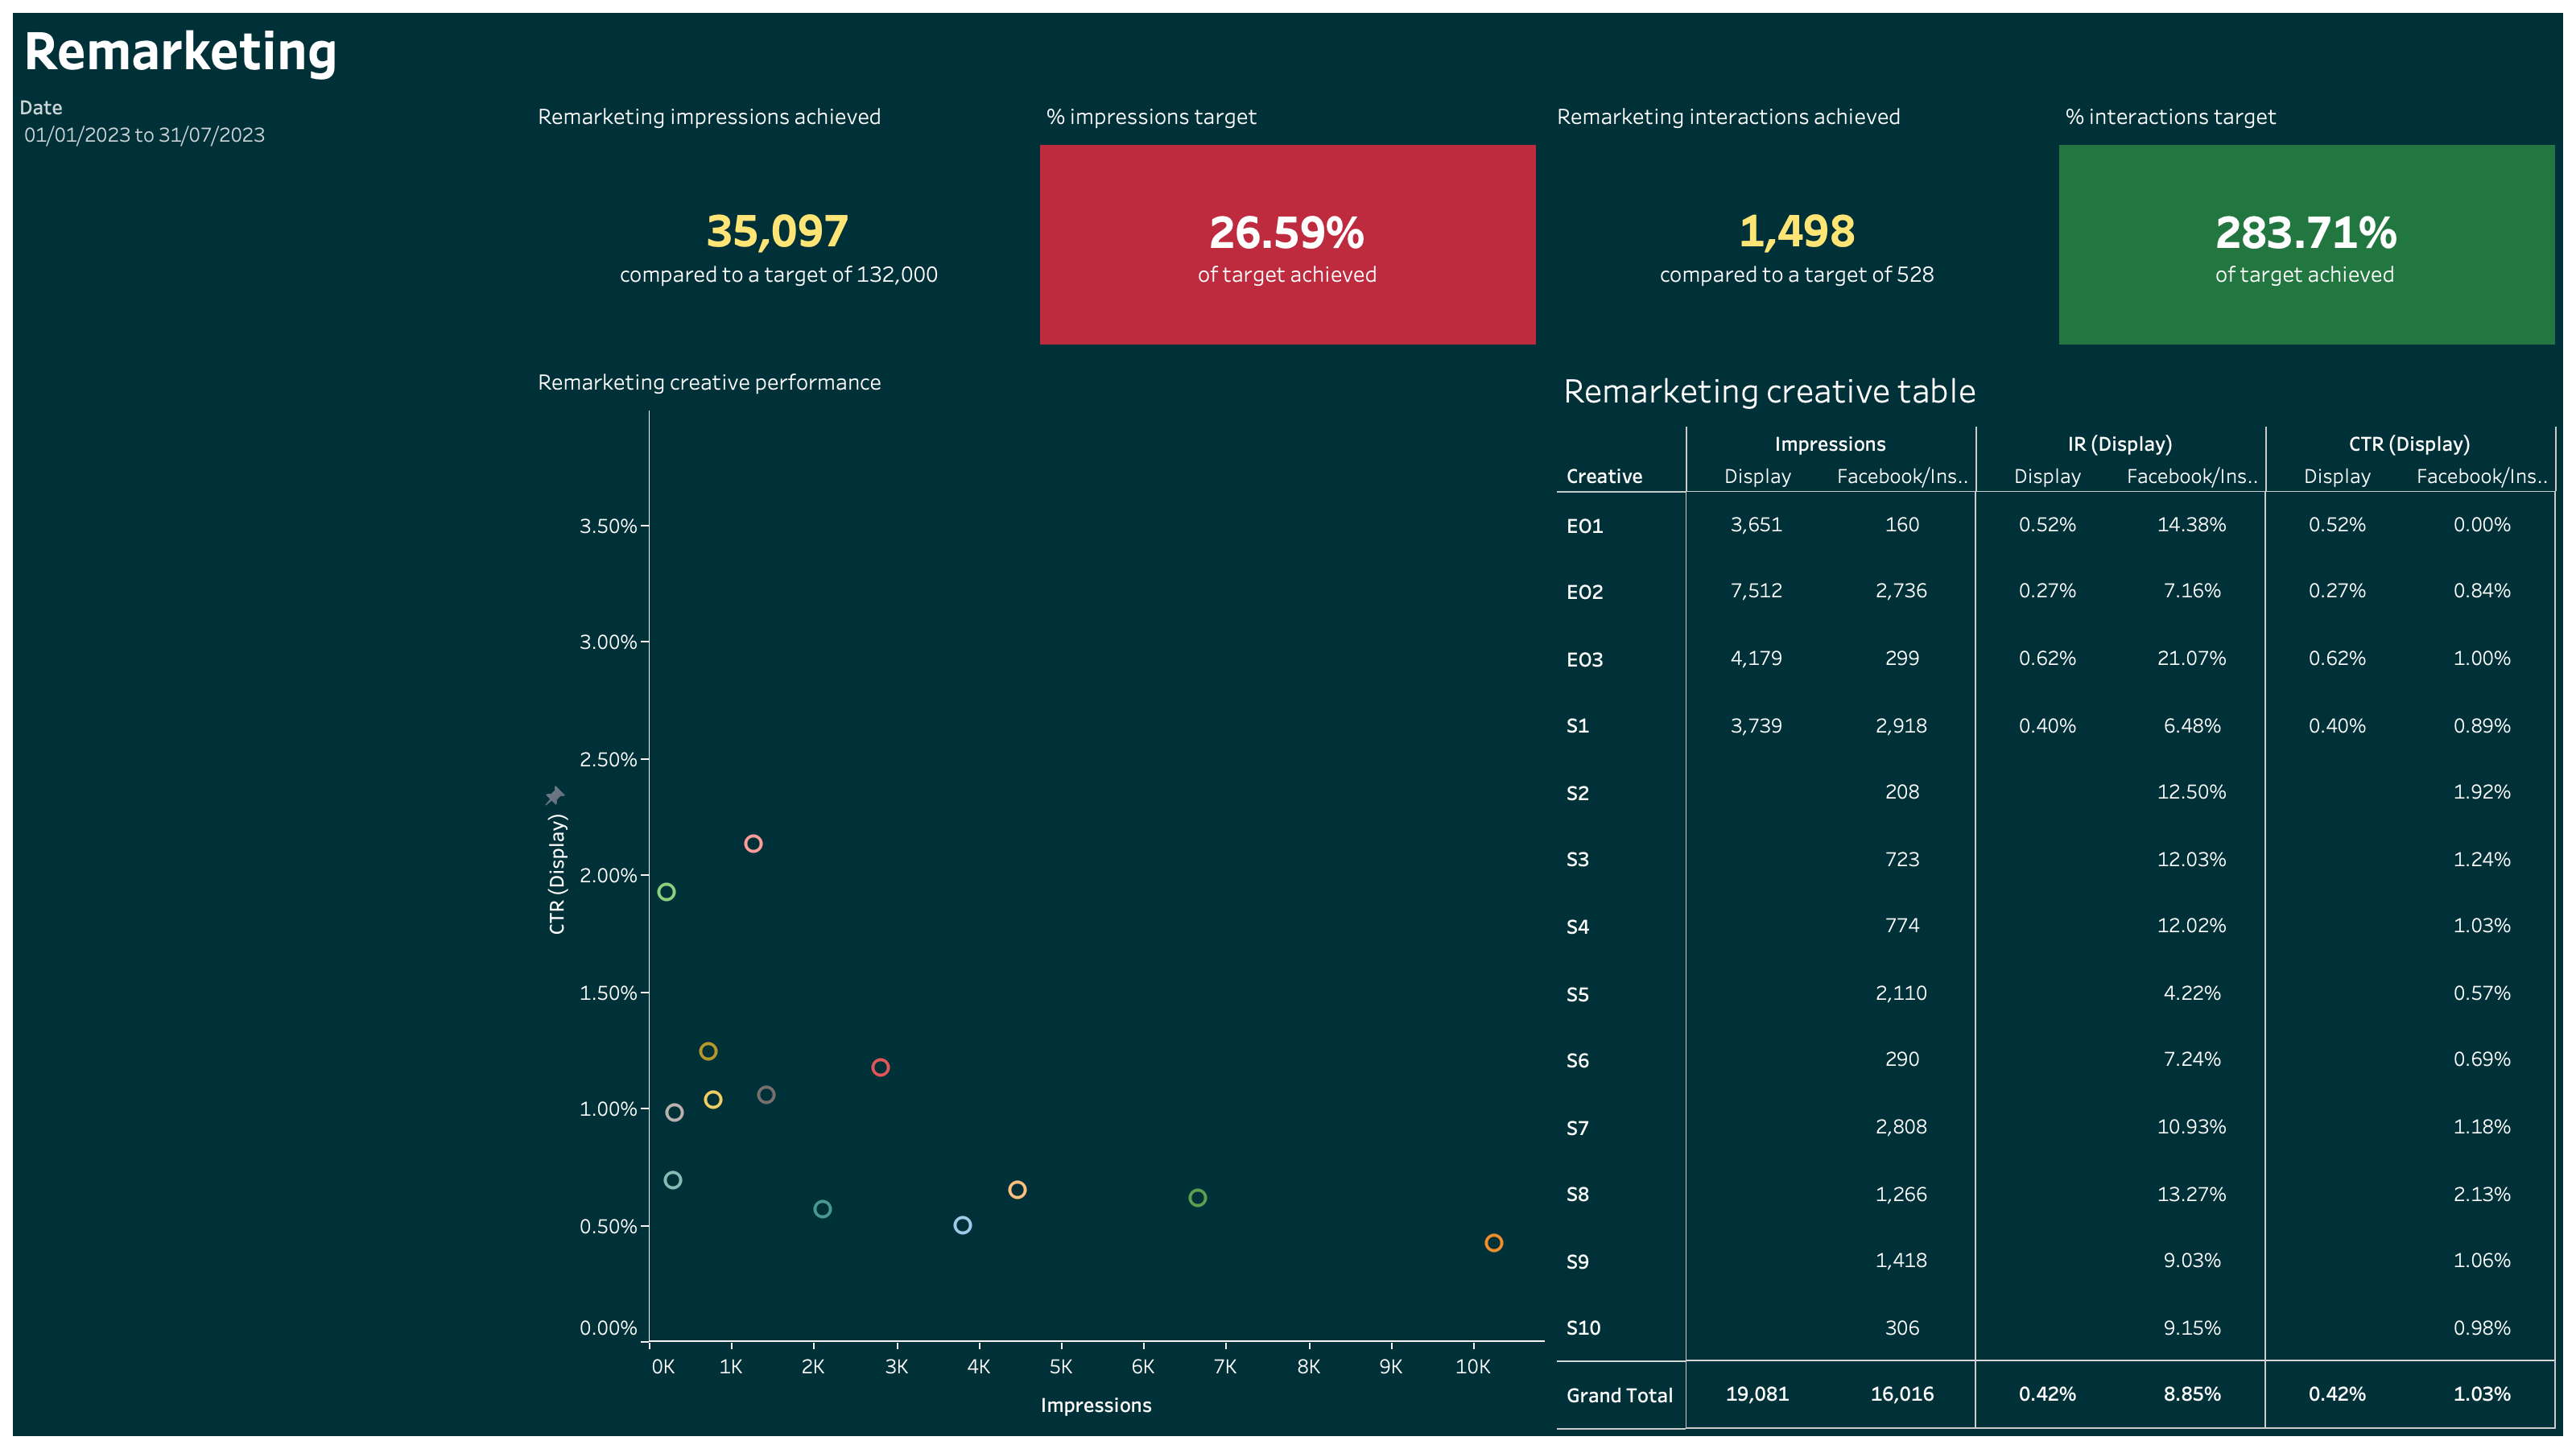 Remarketing
Date
01/01/2023 to 31/07/2023
Remarketing impressions achieved
35,097
compared to a target of 132,000
% impressions target
26.59%
of target achieved
Remarketing interactions achieved
1,498
compared to a target of 528
% interactions target
283.71%
of target achieved
Remarketing creative performance
CTR (Display)
3.50%
3.00%
2.50%
2.00%
1.50%
1.00%
0.50%
0.00%
0K 1K 2K 3K 4K 5K 6K 7K 8K 9K 10K
Impressions
Remarketing creative table
Impressions IR (Display) CTR (Display)
Creative Display Facebook/Ins.. Display Facebook/Ins.. Display Facebook/Ins..
EO1 3,651 160 0.52% 14.38% 0.52% 0.00%
EO2 7,512 2,736 0.27% 7.16% 0.27% 0.84%
EO3 4,179 299 0.62% 21.07% 0.62% 1.00%
S1 3,739 2,918 0.40% 6.48% 0.40% 0.89%
S2 208 12.50% 1.92%
S3 723 12.03% 1.24%
S4 774 12.02% 1.03%
S5 2,110 4.22% 0.57%
S6 290 7.24% 0.69%
S7 2,808 10.93% 1.18%
S8 1,266 13.27% 2.13%
S9 1,418 9.03% 1.06%
S10 306 9.15% 0.98%
Grand Total 19,081 16,016 0.42% 8.85% 0.42% 1.03%